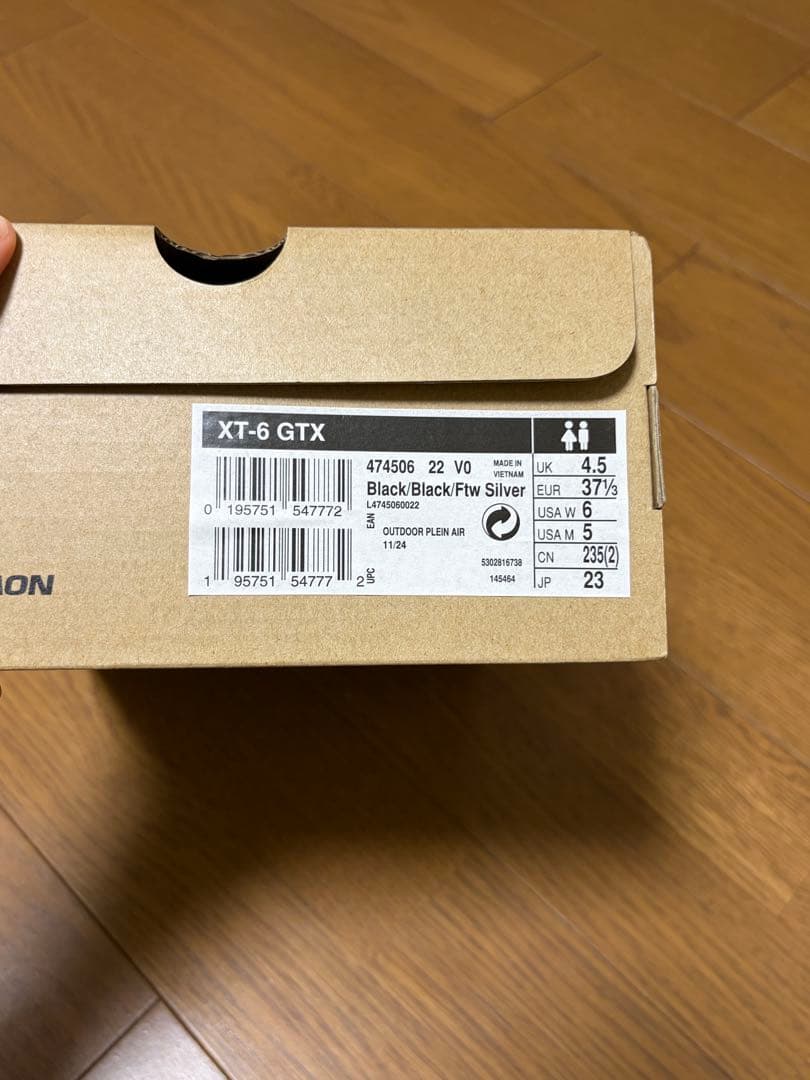 XT-6 GTX
474506 22 V0
MADE IN
VIETNAM
Black/Black/Ftw Silver
L4745060022
0 195751 547772
EAN
OUTDOOR PLEIN AIR
11/24
5302816738
145464
1 95751 54777 2
UPC
UK 4.5
EUR 37⅓
USA W 6
USA M 5
CN 235(2)
JP 23